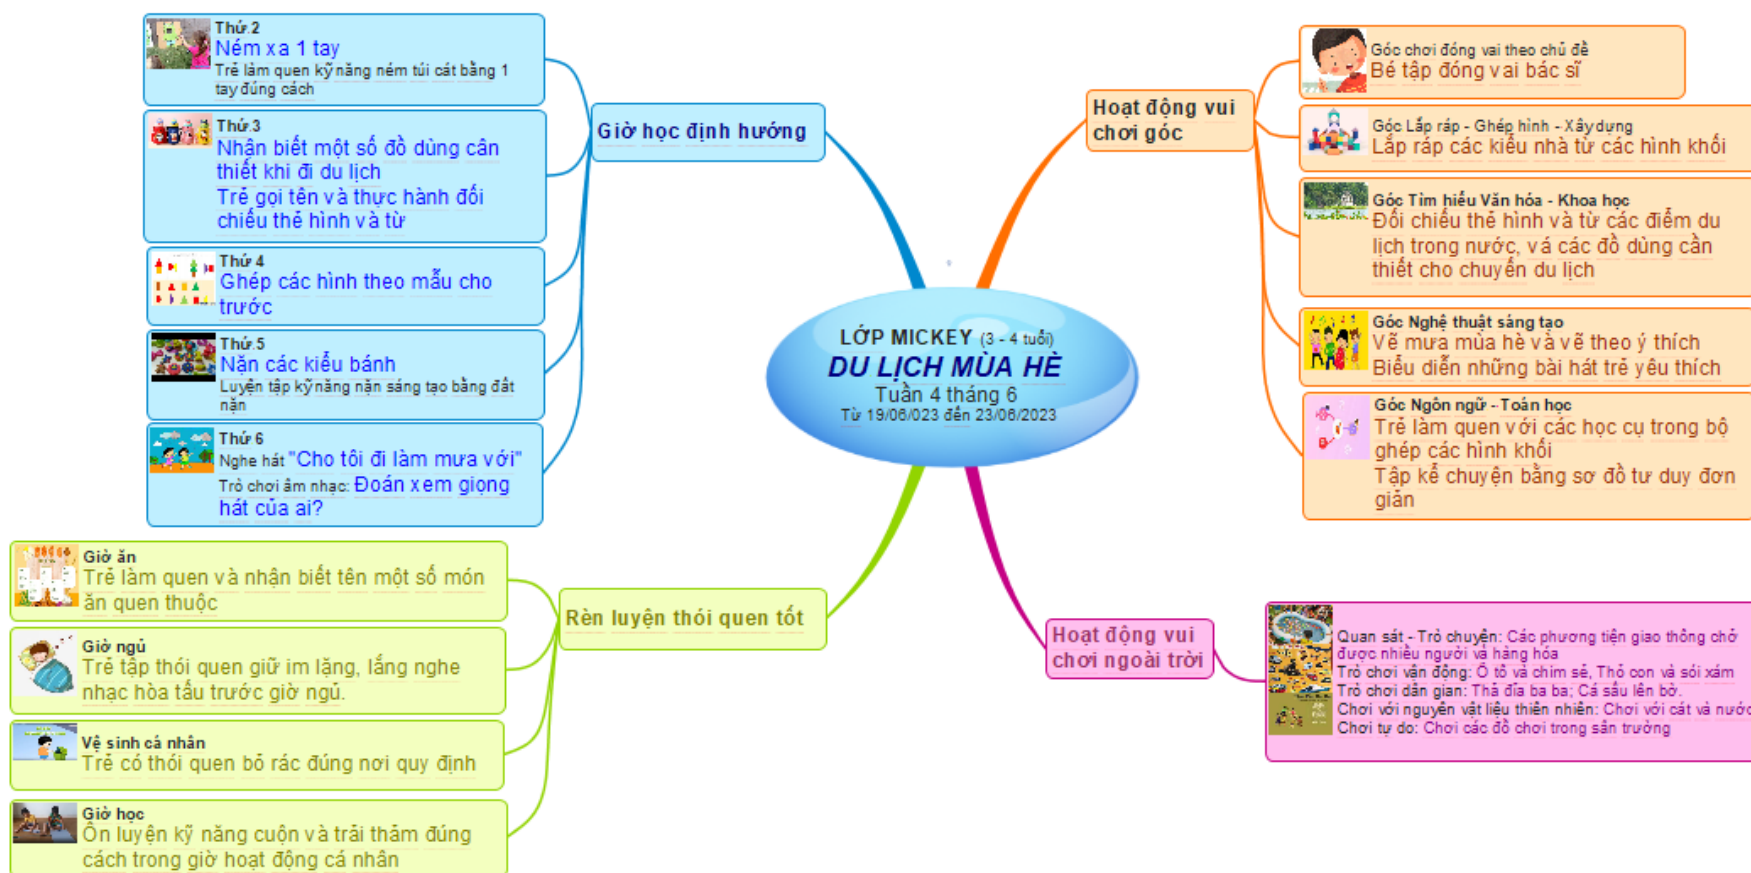 LỚP MICKEY (3 - 4 tuổi)
DU LỊCH MÙA HÈ
Tuần 4 tháng 6
Từ 19/06/023 đến 23/06/2023
Giờ học định hướng
Thứ 2
Ném xa 1 tay
Trẻ làm quen kỹ năng ném túi cát bằng 1
tay đúng cách
Thứ 3
Nhận biết một số đồ dùng cần
thiết khi đi du lịch
Trẻ gọi tên và thực hành đối
chiếu thẻ hình và từ
Thứ 4
Ghép các hình theo mẫu cho
trước
Thứ 5
Nặn các kiểu bánh
Luyện tập kỹ năng nặn sáng tạo bằng đất
nặn
Thứ 6
Nghe hát "Cho tôi đi làm mưa với"
Trò chơi âm nhạc: Đoán xem giọng
hát của ai?
Rèn luyện thói quen tốt
Giờ ăn
Trẻ làm quen và nhận biết tên một số món
ăn quen thuộc
Giờ ngủ
Trẻ tập thói quen giữ im lặng, lắng nghe
nhạc hòa tấu trước giờ ngủ.
Vệ sinh cá nhân
Trẻ có thói quen bỏ rác đúng nơi quy định
Giờ học
Ôn luyện kỹ năng cuộn và trải thảm đúng
cách trong giờ hoạt động cá nhân
Hoạt động vui
chơi góc
Góc chơi đóng vai theo chủ đề
Bé tập đóng vai bác sĩ
Góc Lắp ráp - Ghép hình - Xây dựng
Lắp ráp các kiểu nhà từ các hình khối
Góc Tìm hiểu Văn hóa - Khoa học
Đối chiếu thẻ hình và từ các điểm du
lịch trong nước, vá các đồ dùng cần
thiết cho chuyến du lịch
Góc Nghệ thuật sáng tạo
Vẽ mưa mùa hè và vẽ theo ý thích
Biểu diễn những bài hát trẻ yêu thích
Góc Ngôn ngữ - Toán học
Trẻ làm quen với các học cụ trong bộ
ghép các hình khối
Tập kể chuyện bằng sơ đồ tư duy đơn
giản
Hoạt động vui
chơi ngoài trời
Quan sát - Trò chuyện: Các phương tiện giao thông chở
được nhiều người và hàng hóa
Trò chơi vận động: Ô tô và chim sẻ, Thỏ con và sói xám
Trò chơi dân gian: Thả đỉa ba ba; Cá sấu lên bờ.
Chơi với nguyên vật liệu thiên nhiên: Chơi với cát và nước
Chơi tự do: Chơi các đồ chơi trong sân trường